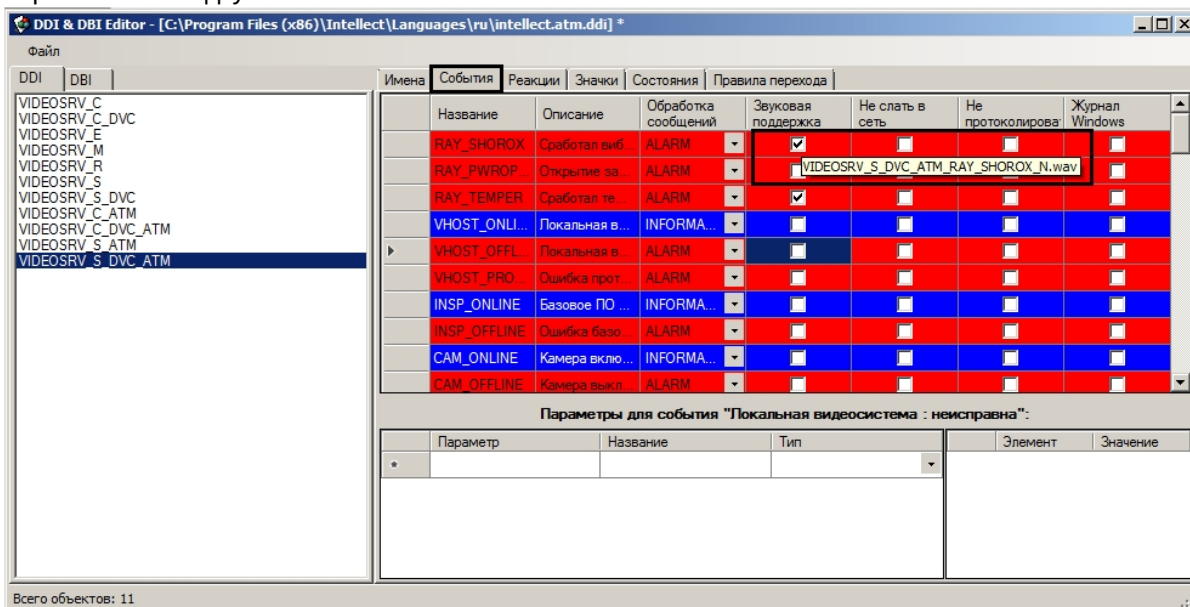 DDI & DBI Editor - [C:\Program Files (x86)\Intellect\Languages\ru\intellect.atm.ddi] *
Файл
DDI DBI
Имена События Реакции Значки Состояния Правила перехода
VIDEOSRV_C
VIDEOSRV_C_DVC
VIDEOSRV_E
VIDEOSRV_M
VIDEOSRV_R
VIDEOSRV_S
VIDEOSRV_S_DVC
VIDEOSRV_C_ATM
VIDEOSRV_C_DVC_ATM
VIDEOSRV_S_ATM
VIDEOSRV_S_DVC_ATM
Название Описание Обработка сообщений Звуковая поддержка Не слать в сеть Не протоколирова Журнал Windows
RAY_SHOROX Сработал виб... ALARM
VIDEOSRV_S_DVC_ATM_RAY_SHOROX_N.wav
RAY_PWROP... Открытие за... ALARM
RAY_TEMPER Сработал те... ALARM
VHOST_ONLI... Локальная в... INFORMA...
VHOST_OFFL... Локальная в... ALARM
VHOST_PRO... Ошибка прот... ALARM
INSP_ONLINE Базовое ПО ... INFORMA...
INSP_OFFLINE Ошибка базо... ALARM
CAM_ONLINE Камера вклю... INFORMA...
CAM_OFFLINE Камера выкл... ALARM
Параметры для события "Локальная видеосистема : неисправна":
Параметр Название Тип Элемент Значение
Всего объектов: 11